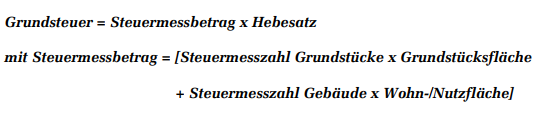 Grundsteuer = Steuermessbetrag x Hebesatz
mit Steuermessbetrag = [Steuermesszahl Grundstücke x Grundstücksfläche
+ Steuermesszahl Gebäude x Wohn-/Nutzfläche]